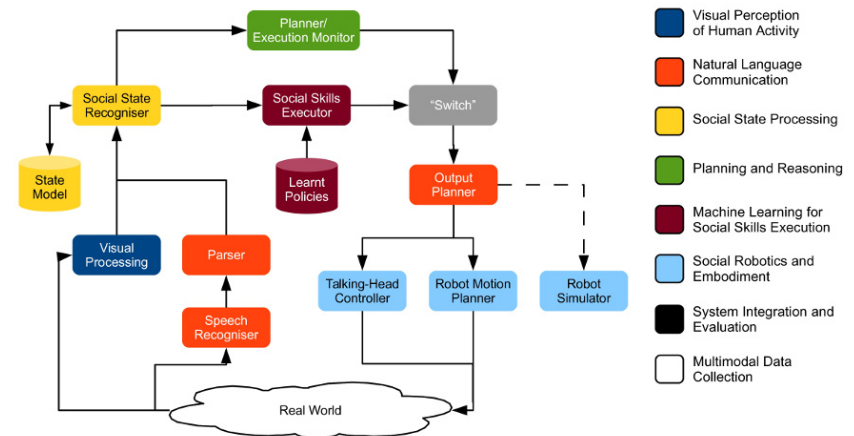 Planner/
Execution Monitor
Social State
Recogniser
Social Skills
Executor
“Switch”
State
Model
Learnt
Policies
Output
Planner
Visual
Processing
Parser
Talking-Head
Controller
Robot Motion
Planner
Robot
Simulator
Speech
Recogniser
Real World
Visual Perception
of Human Activity
Natural Language
Communication
Social State Processing
Planning and Reasoning
Machine Learning for
Social Skills Execution
Social Robotics and
Embodiment
System Integration and
Evaluation
Multimodal Data
Collection